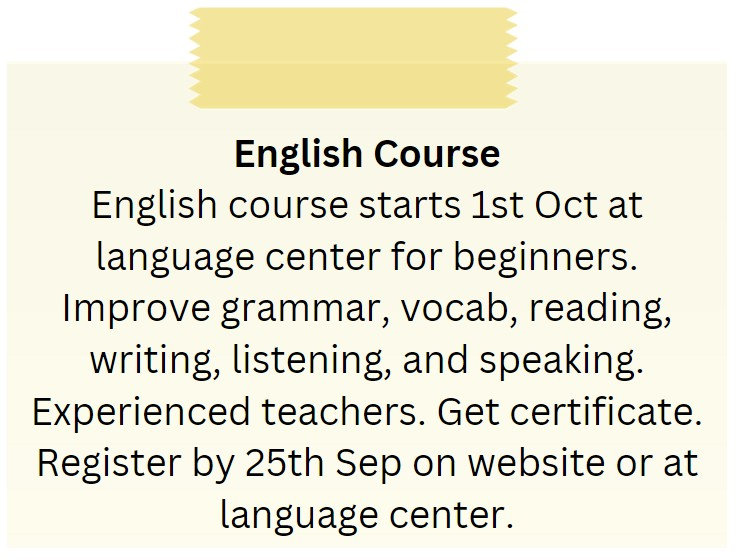 English Course
English course starts 1st Oct at
language center for beginners.
Improve grammar, vocab, reading,
writing, listening, and speaking.
Experienced teachers. Get certificate.
Register by 25th Sep on website or at
language center.